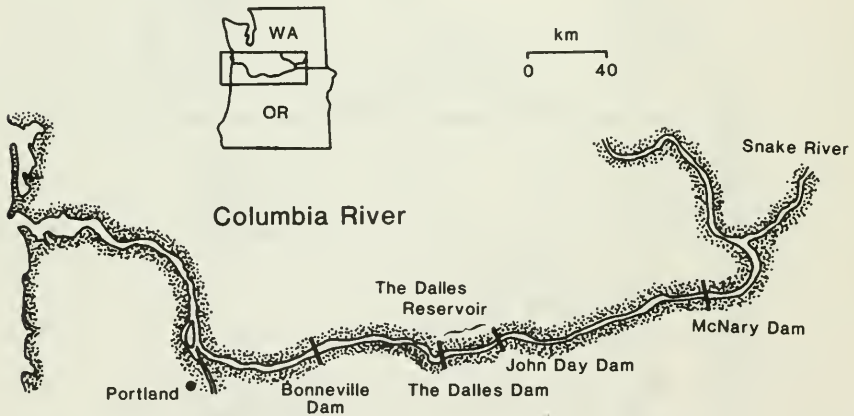 WA
OR
km
0 40
Snake River
Columbia River
The Dalles
Reservoir
McNary Dam
John Day Dam
Portland
Bonneville
Dam
The Dalles Dam